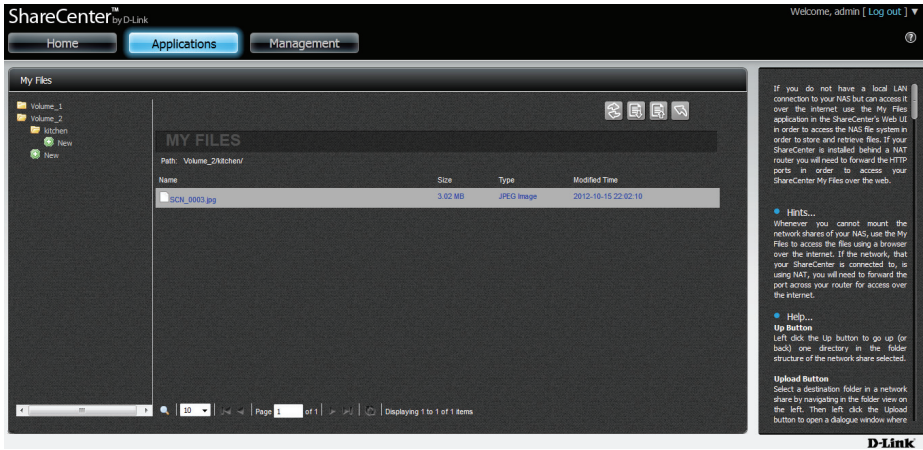 ShareCenter™ by D-Link
Welcome, admin [ Log out ] ▼
Home
Applications
Management
?
My Files
Volume_1
Volume_2
kitchen
New
New
MY FILES
Path: Volume_2/kitchen/
Name Size Type Modified Time
SCN_0003.jpg 3.02 MB JPEG Image 2012-10-15 22:02:10
10 Page 1 of 1 Displaying 1 to 1 of 1 items
If you do not have a local LAN
connection to your NAS but can access it
over the internet use the My Files
application in the ShareCenter's Web UI
in order to access the NAS file system in
order to store and retrieve files. If your
ShareCenter is installed behind a NAT
router you will need to forward the HTTP
ports in order to access your
ShareCenter My Files over the web.
Hints...
Whenever you cannot mount the
network shares of your NAS, use the My
Files to access the files using a browser
over the internet. If the network, that
your ShareCenter is connected to, is
using NAT, you will need to forward the
port across your router for access over
the internet.
Help...
Up Button
Left click the Up button to go up (or
back) one directory in the folder
structure of the network share selected.
Upload Button
Select a destination folder in a network
share by navigating in the folder view on
the left. Then left click the Upload
button to open a dialogue window where
D-Link